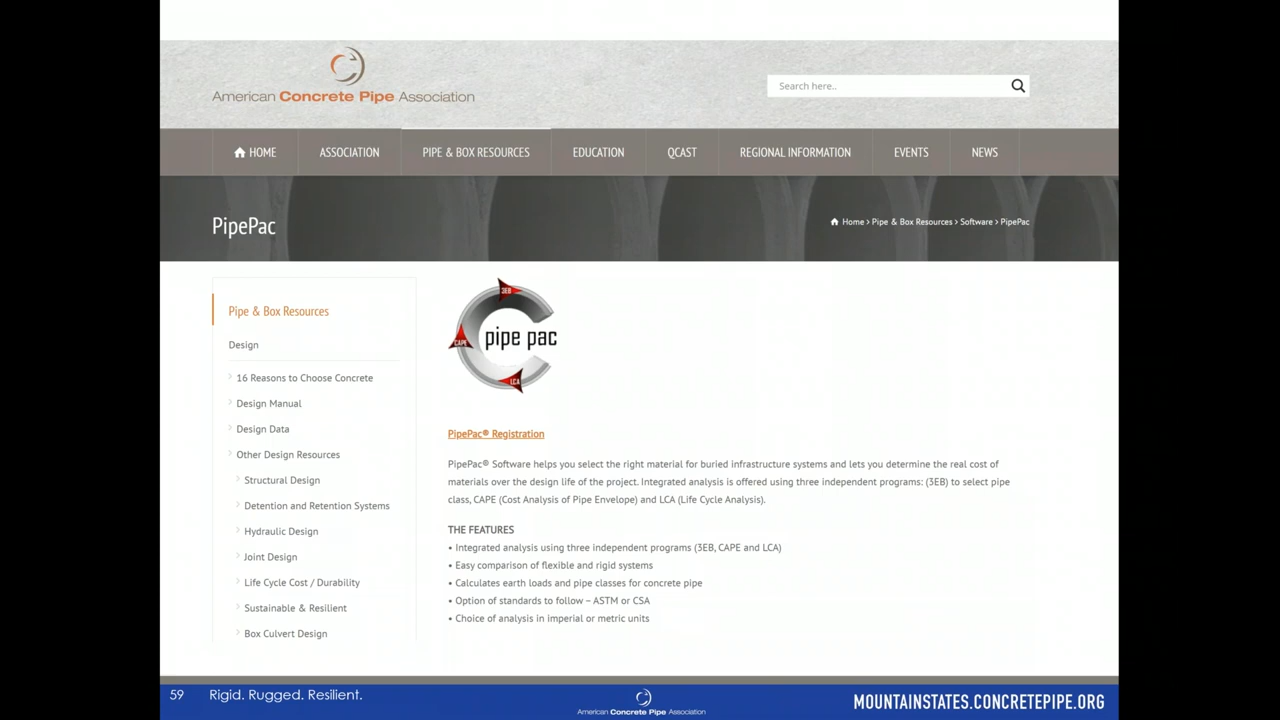 American Concrete Pipe Association
Search here..
HOME
ASSOCIATION
PIPE & BOX RESOURCES
EDUCATION
QCAST
REGIONAL INFORMATION
EVENTS
NEWS
PipePac
Home > Pipe & Box Resources > Software > PipePac
Pipe & Box Resources
Design
16 Reasons to Choose Concrete
Design Manual
Design Data
Other Design Resources
Structural Design
Detention and Retention Systems
Hydraulic Design
Joint Design
Life Cycle Cost / Durability
Sustainable & Resilient
Box Culvert Design
3EB
CAPE
pipe pac
LCA
PipePac® Registration
PipePac® Software helps you select the right material for buried infrastructure systems and lets you determine the real cost of
materials over the design life of the project. Integrated analysis is offered using three independent programs: (3EB) to select pipe
class, CAPE (Cost Analysis of Pipe Envelope) and LCA (Life Cycle Analysis).
THE FEATURES
• Integrated analysis using three independent programs (3EB, CAPE and LCA)
• Easy comparison of flexible and rigid systems
• Calculates earth loads and pipe classes for concrete pipe
• Option of standards to follow – ASTM or CSA
• Choice of analysis in imperial or metric units
59
Rigid. Rugged. Resilient.
American Concrete Pipe Association
MOUNTAINSTATES.CONCRETEPIPE.ORG